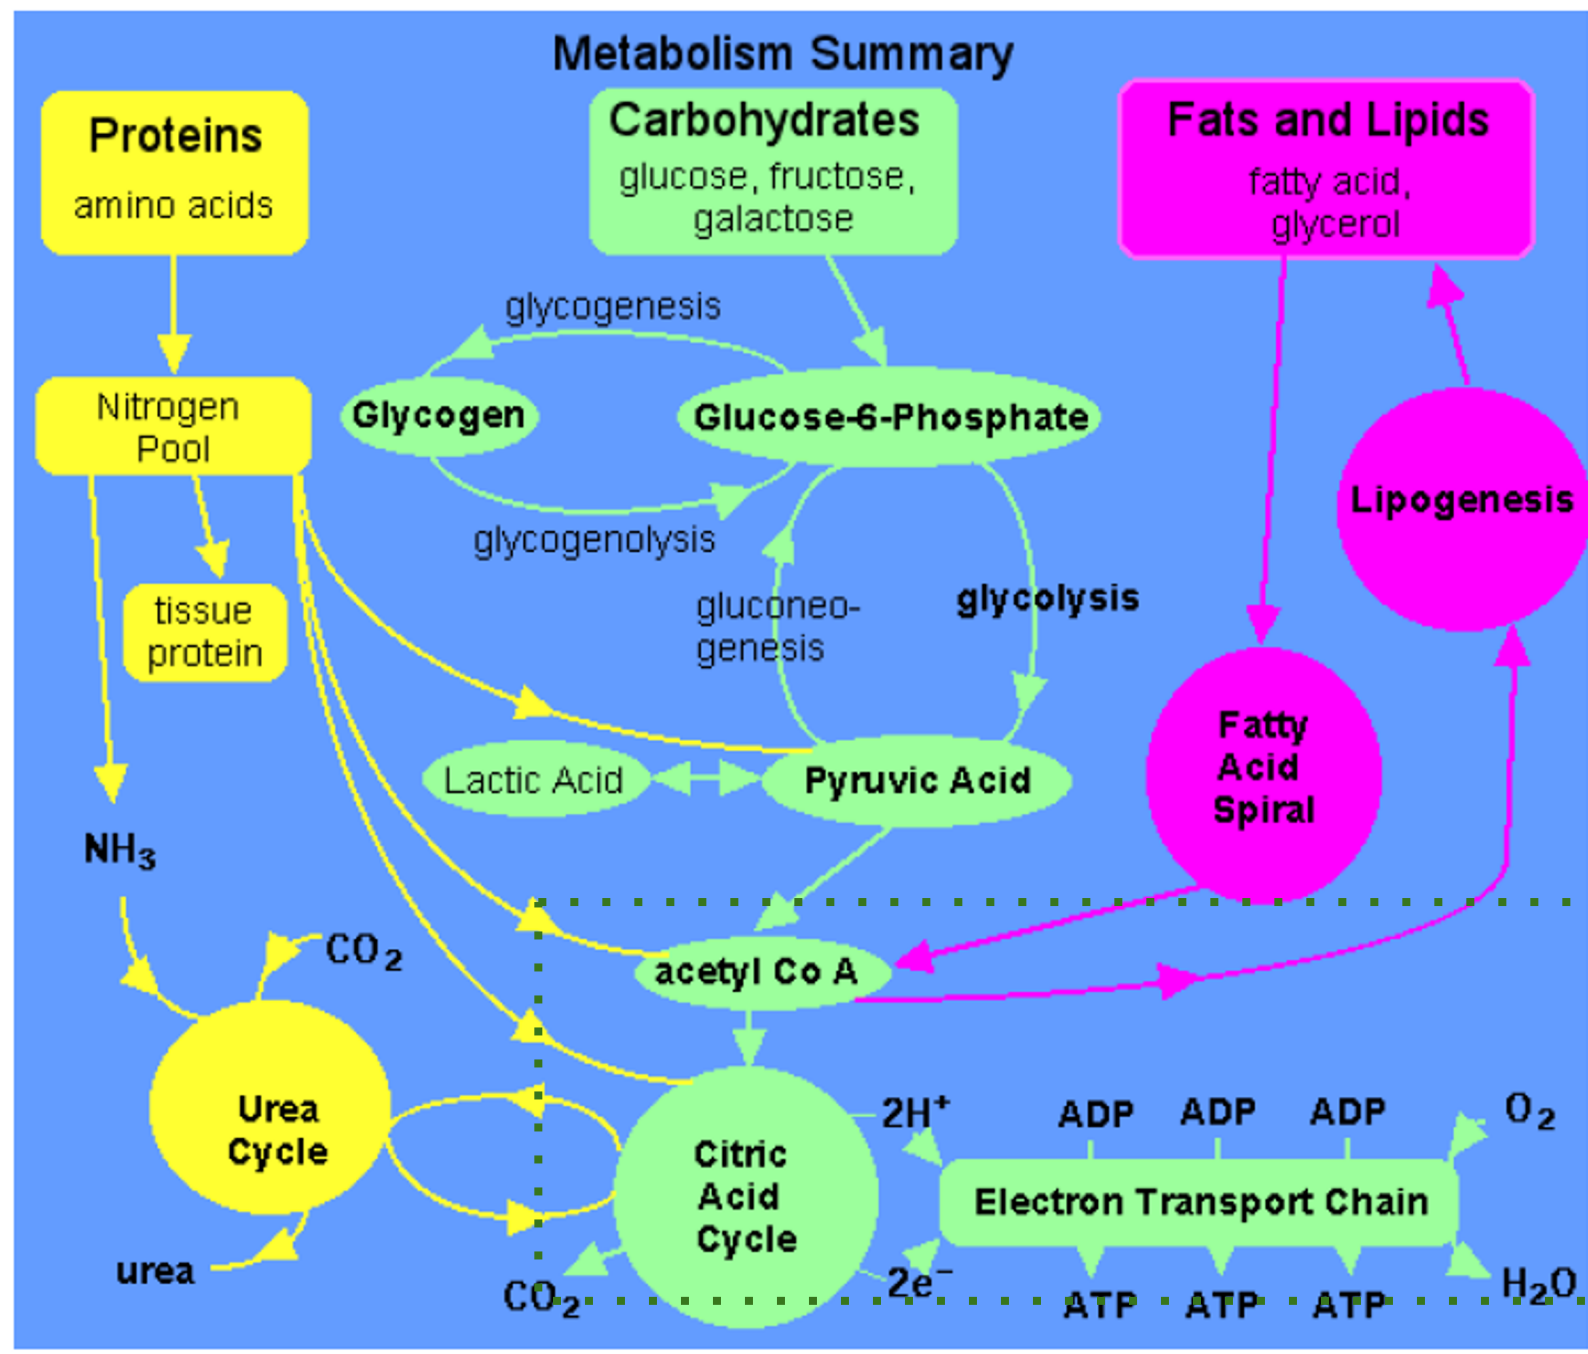 Metabolism Summary
Proteins
amino acids
Carbohydrates
glucose, fructose,
galactose
Fats and Lipids
fatty acid,
glycerol
glycogenesis
Nitrogen
Pool
Glycogen
Glucose-6-Phosphate
Lipogenesis
glycogenolysis
tissue
protein
gluconeo-
genesis
glycolysis
Fatty
Acid
Spiral
Lactic Acid
Pyruvic Acid
NH₃
CO₂
acetyl Co A
Urea
Cycle
urea
Citric
Acid
Cycle
CO₂
2H⁺
2e⁻
ADP ADP ADP
O₂
Electron Transport Chain
ATP ATP ATP
H₂O